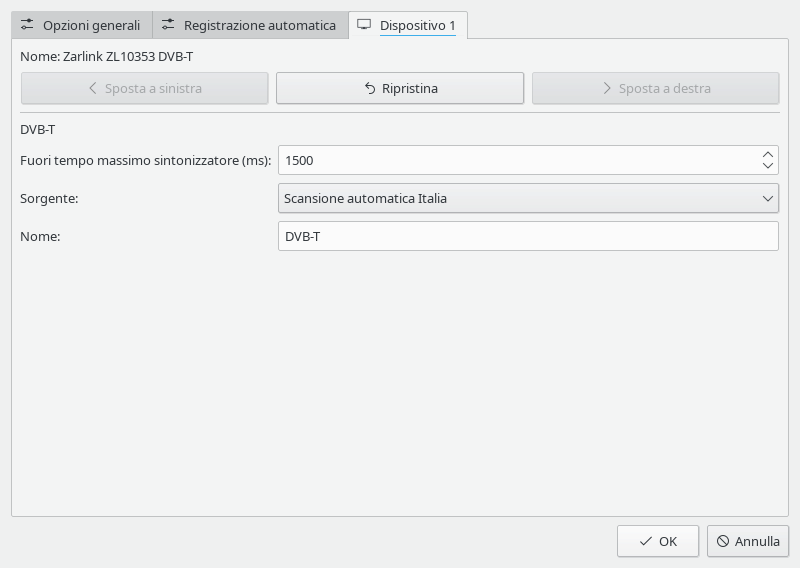 Opzioni generali
Registrazione automatica
Dispositivo 1
Nome: Zarlink ZL10353 DVB-T
Sposta a sinistra
Ripristina
Sposta a destra
DVB-T
Fuori tempo massimo sintonizzatore (ms):
1500
Sorgente:
Scansione automatica Italia
Nome:
DVB-T
OK
Annulla